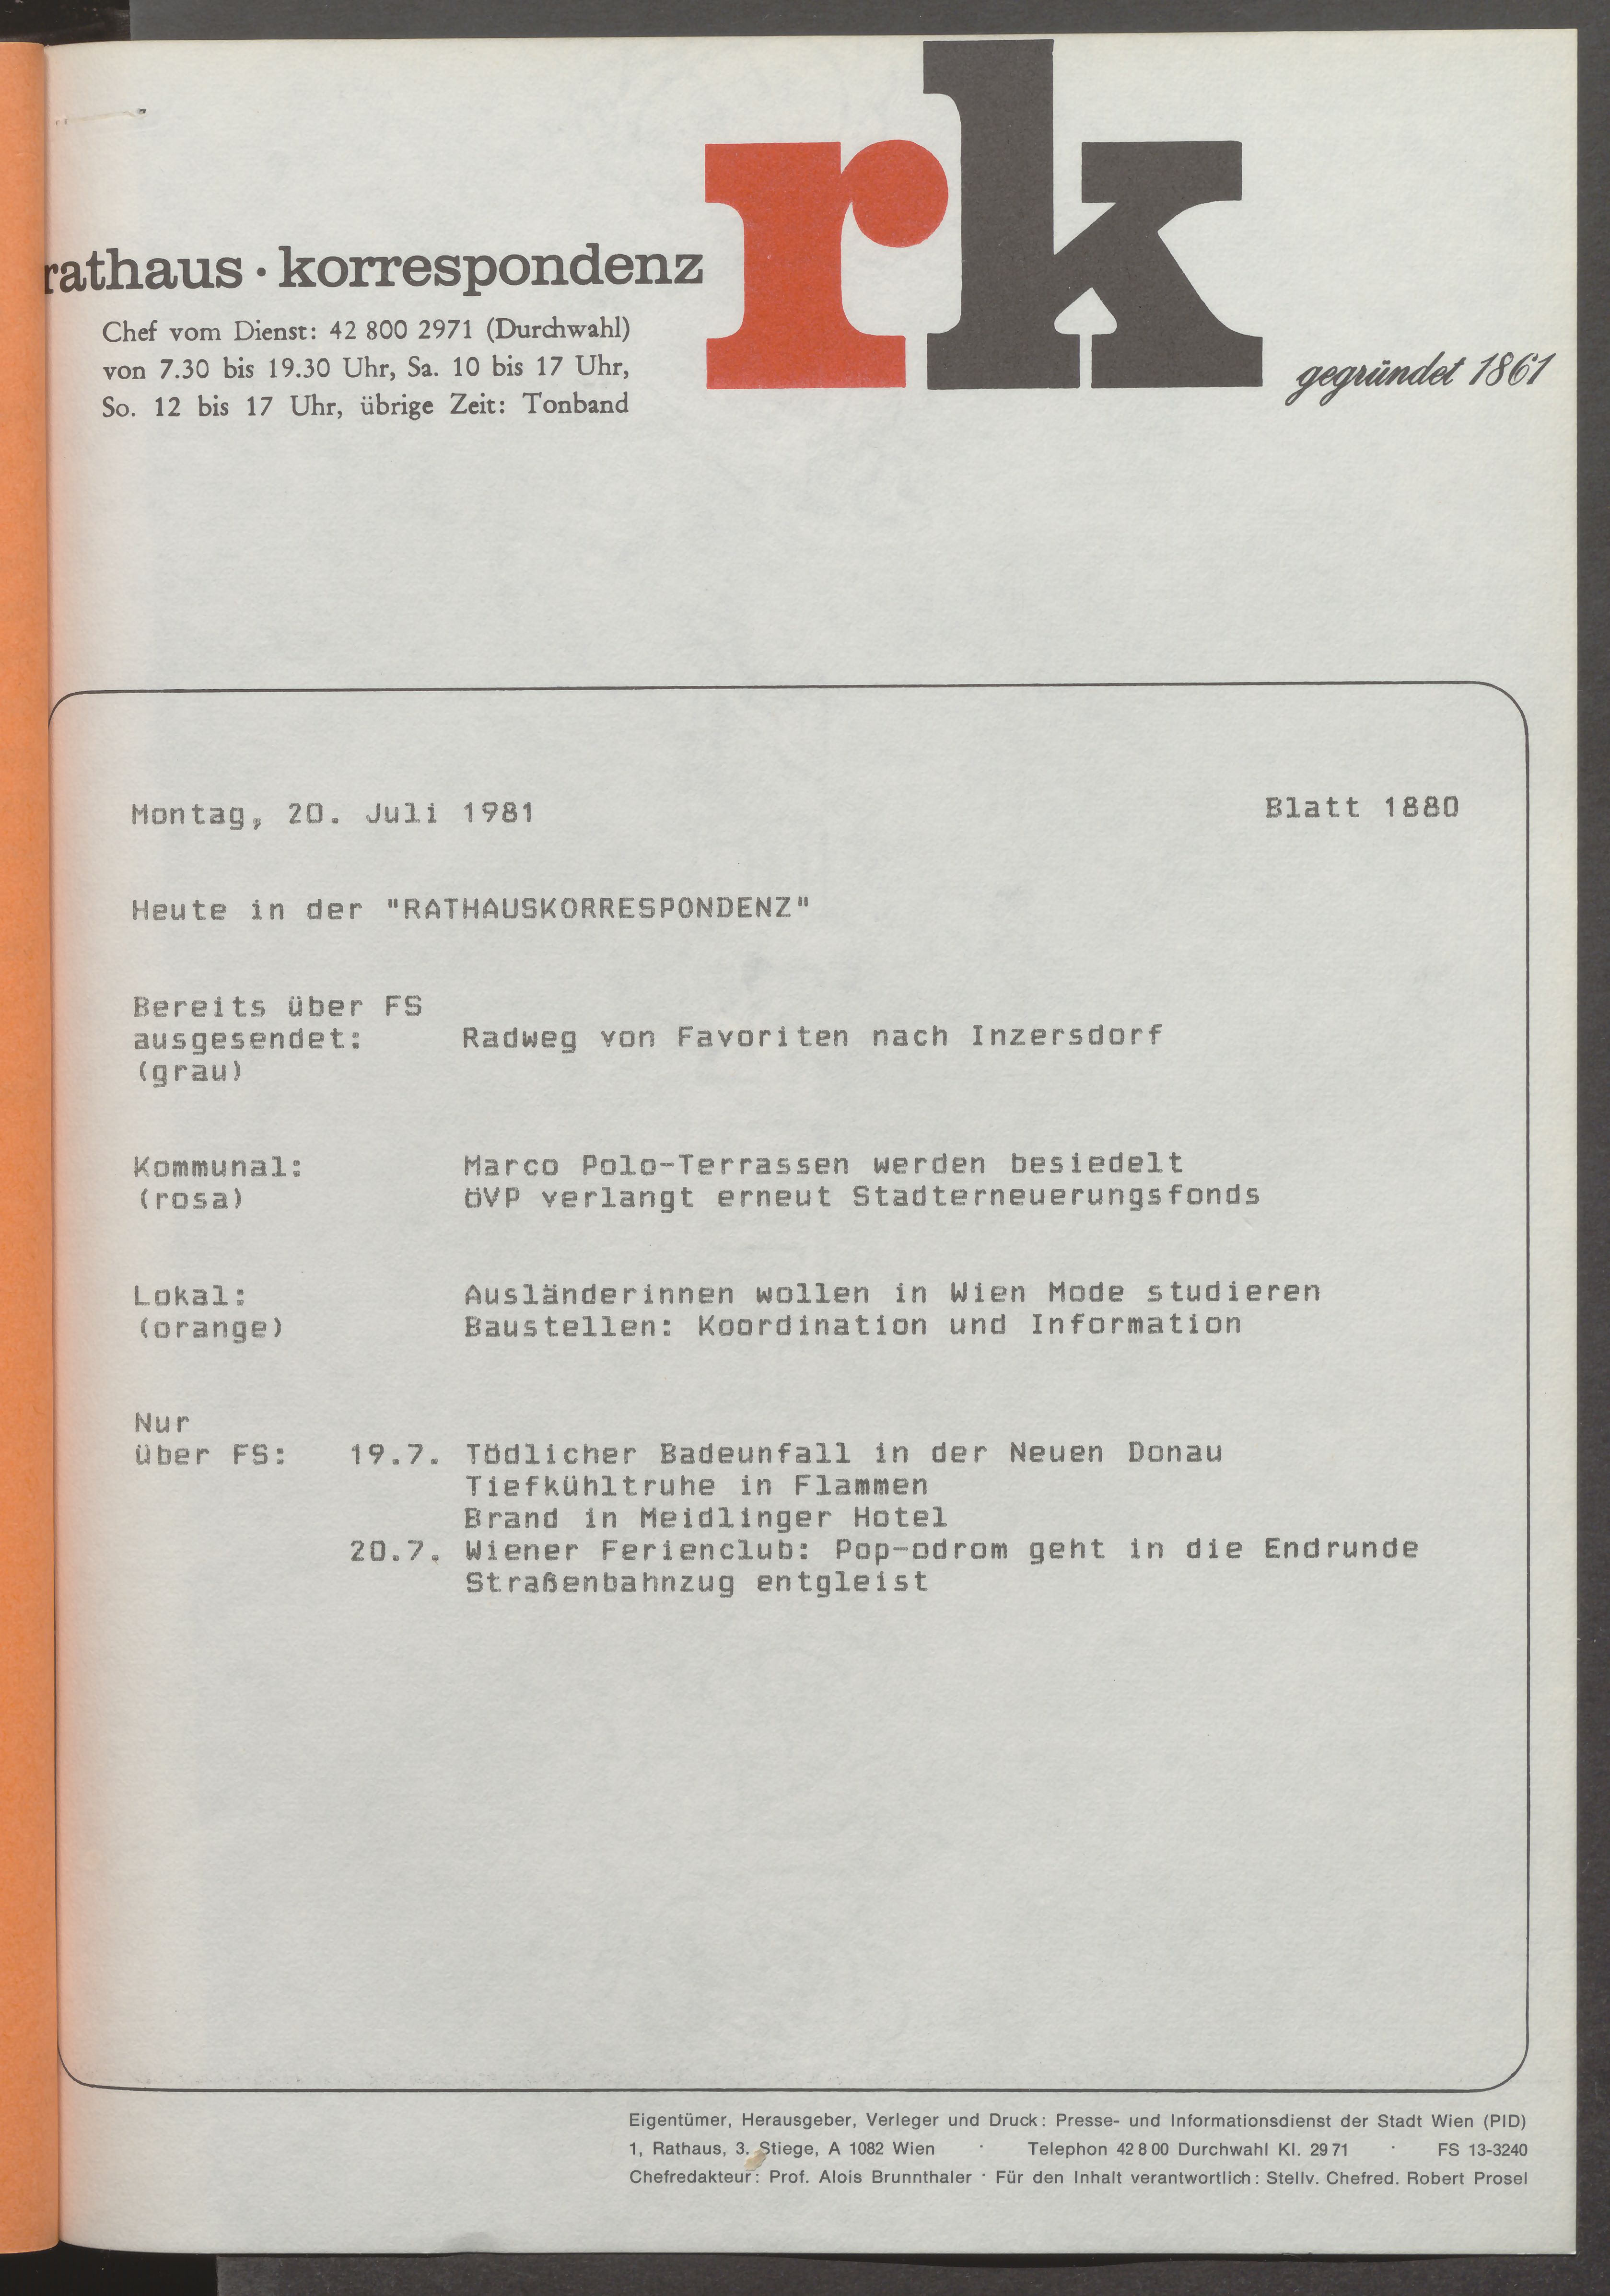 rk
rathaus · korrespondenz
Chef vom Dienst: 42 800 2971 (Durchwahl)
von 7.30 bis 19.30 Uhr, Sa. 10 bis 17 Uhr,
So. 12 bis 17 Uhr, übrige Zeit: Tonband
gegründet 1861
Montag, 20. Juli 1981 Blatt 1880
Heute in der "RATHAUSKORRESPONDENZ"
Bereits über FS
ausgesendet: Radweg von Favoriten nach Inzersdorf
(grau)
Kommunal: Marco Polo-Terrassen werden besiedelt
(rosa) ÖVP verlangt erneut Stadterneuerungsfonds
Lokal: Ausländerinnen wollen in Wien Mode studieren
(orange) Baustellen: Koordination und Information
Nur
über FS: 19.7. Tödlicher Badeunfall in der Neuen Donau
Tiefkühltruhe in Flammen
Brand in Meidlinger Hotel
20.7. Wiener Ferienclub: Pop-odrom geht in die Endrunde
Straßenbahnzug entgleist
Eigentümer, Herausgeber, Verleger und Druck: Presse- und Informationsdienst der Stadt Wien (PID)
1, Rathaus, 3. Stiege, A 1082 Wien · Telephon 42 8 00 Durchwahl Kl. 29 71 · FS 13-3240
Chefredakteur: Prof. Alois Brunnthaler · Für den Inhalt verantwortlich: Stellv. Chefred. Robert Prosel